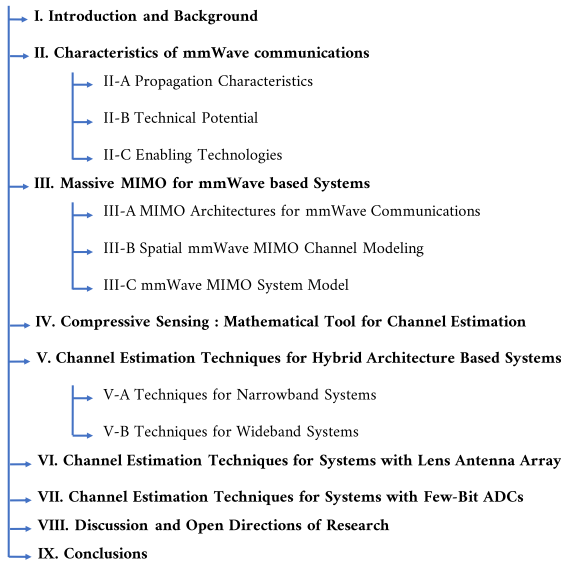 I. Introduction and Background
II. Characteristics of mmWave communications
II-A Propagation Characteristics
II-B Technical Potential
II-C Enabling Technologies
III. Massive MIMO for mmWave based Systems
III-A MIMO Architectures for mmWave Communications
III-B Spatial mmWave MIMO Channel Modeling
III-C mmWave MIMO System Model
IV. Compressive Sensing : Mathematical Tool for Channel Estimation
V. Channel Estimation Techniques for Hybrid Architecture Based Systems
V-A Techniques for Narrowband Systems
V-B Techniques for Wideband Systems
VI. Channel Estimation Techniques for Systems with Lens Antenna Array
VII. Channel Estimation Techniques for Systems with Few-Bit ADCs
VIII. Discussion and Open Directions of Research
IX. Conclusions